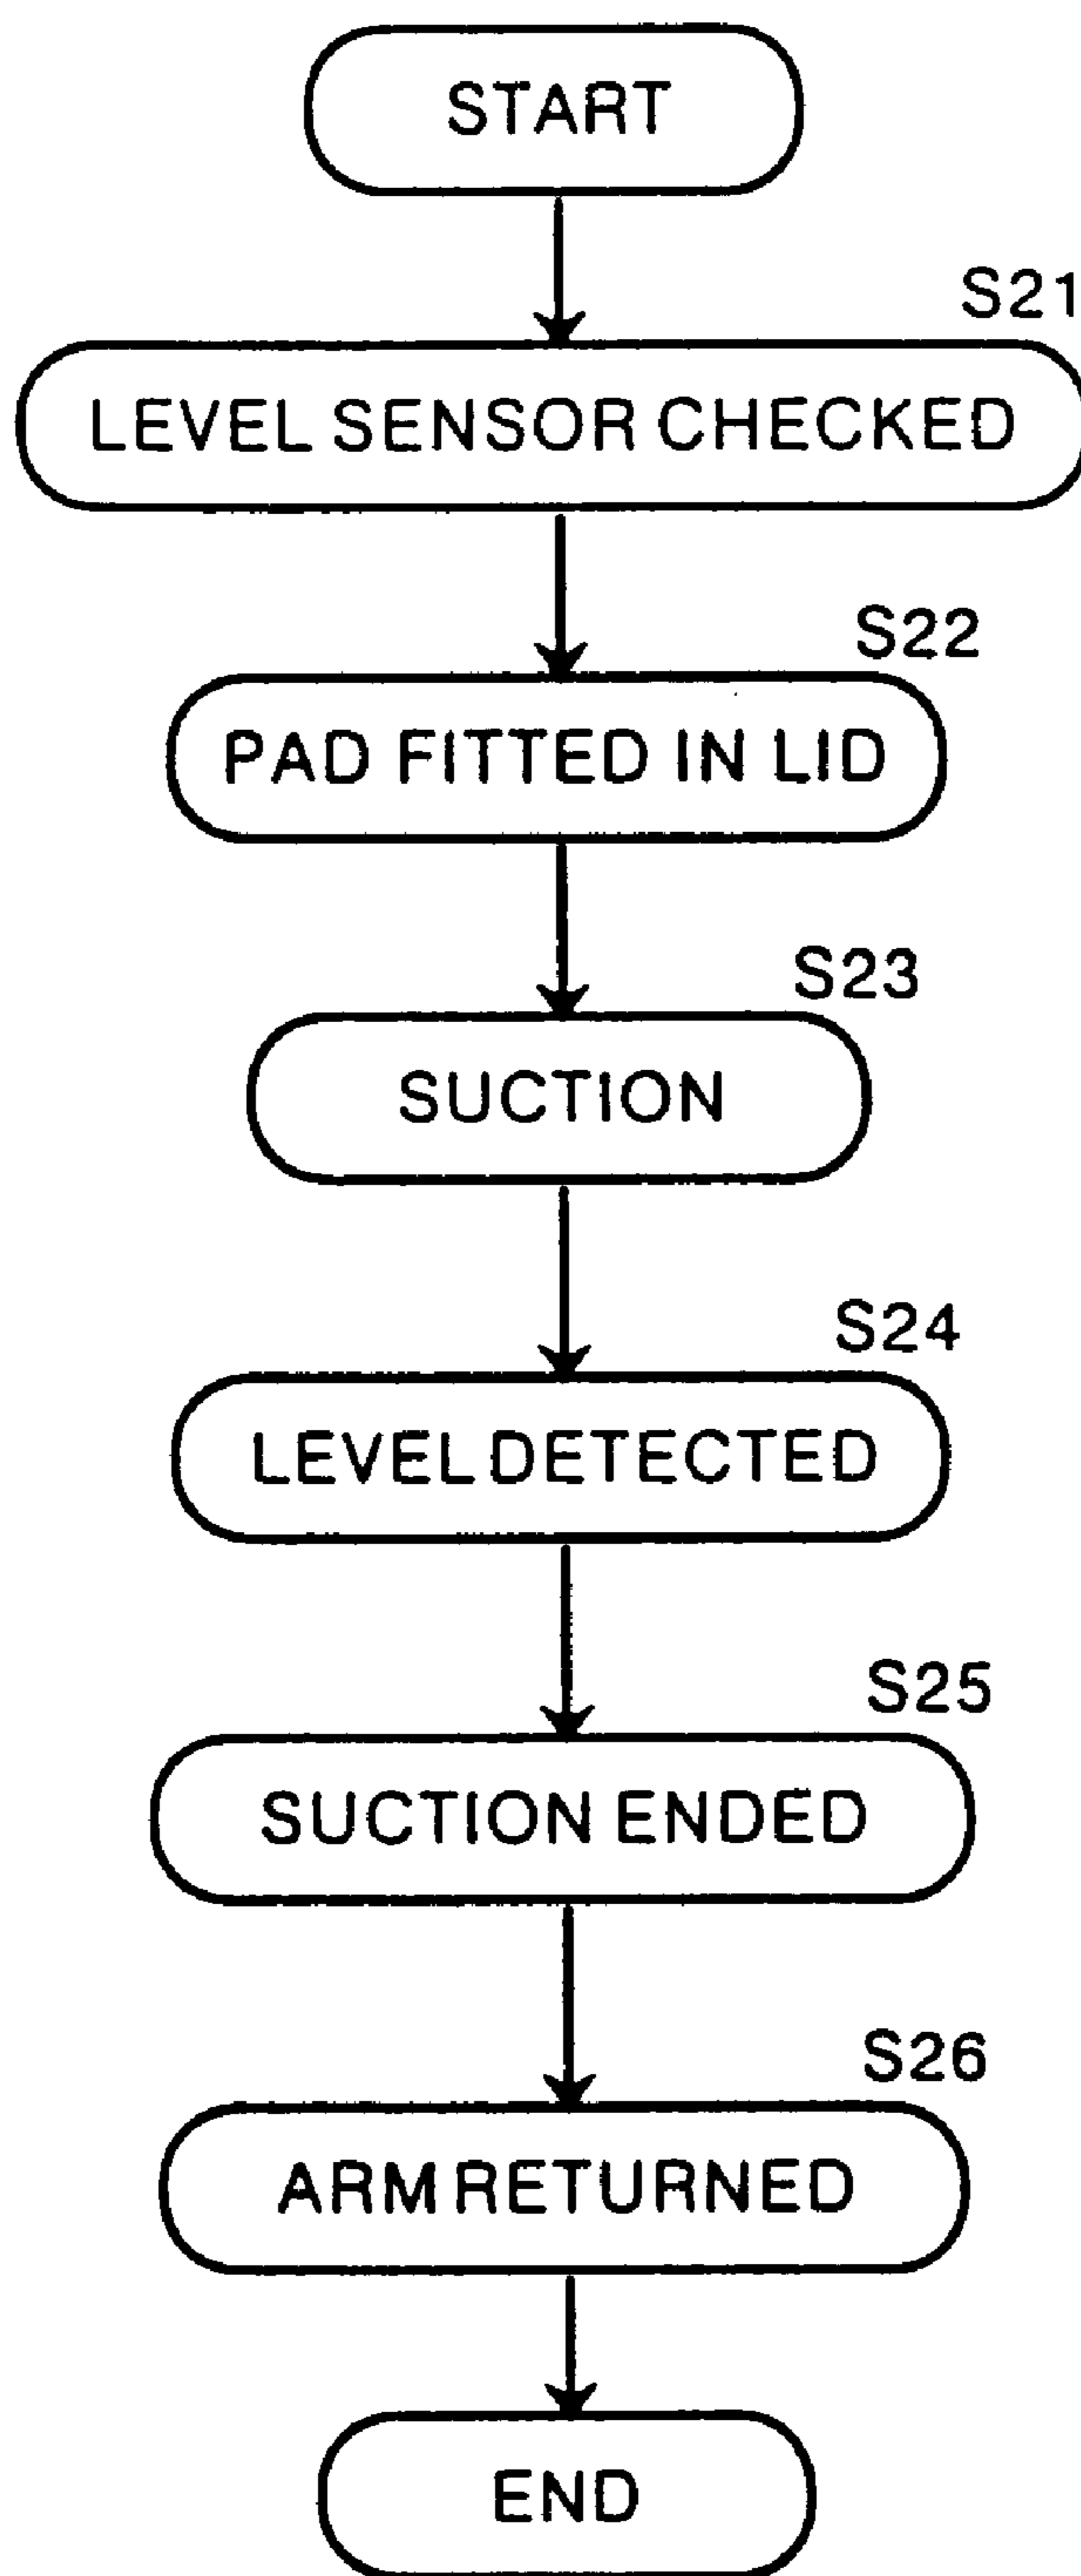 START
S21
LEVEL SENSOR CHECKED
S22
PAD FITTED IN LID
S23
SUCTION
S24
LEVEL DETECTED
S25
SUCTION ENDED
S26
ARM RETURNED
END